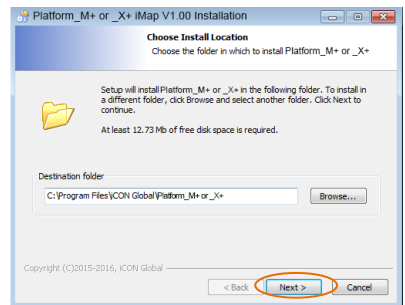 Platform_M+ or _X+ iMap V1.00 Installation
Choose Install Location
Choose the folder in which to install Platform_M+ or _X+
Setup will install Platform_M+ or _X+ in the following folder. To install in
a different folder, click Browse and select another folder. Click Next to
continue.
At least 12.73 Mb of free disk space is required.
Destination folder
C:\Program Files\iCON Global\Platform_M+ or _X+
Browse...
Copyright (C)2015-2016, iCON Global
< Back
Next >
Cancel